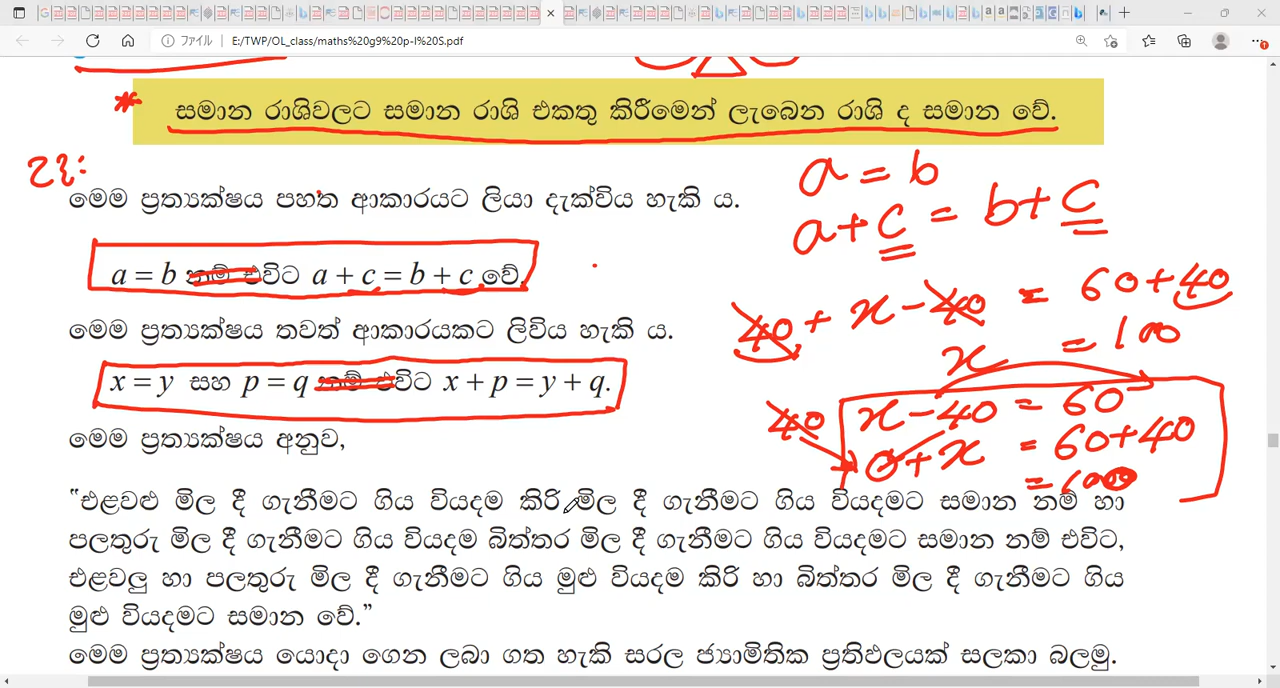 ファイル | E:/TWP/OL_class/maths%20g9%20p-I%20S.pdf
* සමාන රාශිවලට සමාන රාශි එකතු කිරීමෙන් ලැබෙන රාශි ද සමාන වේ.
මෙම ප්‍රත්‍යක්ෂය පහත ආකාරයට ලියා දැක්විය හැකි ය.
a = b
a + c = b + c
a = b නම් එවිට a + c = b + c වේ.
40 + x - 40 = 60 + 40
x = 100
මෙම ප්‍රත්‍යක්ෂය තවත් ආකාරයකට ලිවිය හැකි ය.
x = y සහ p = q නම් එවිට x + p = y + q.
x - 40 = 60
40
0 + x = 60 + 40
= 100
මෙම ප්‍රත්‍යක්ෂය අනුව,
“එළවළු මිල දී ගැනීමට ගිය වියදම කිරි මිල දී ගැනීමට ගිය වියදමට සමාන නම් හා
පලතුරු මිල දී ගැනීමට ගිය වියදම බිත්තර මිල දී ගැනීමට ගිය වියදමට සමාන නම් එවිට,
එළවලු හා පලතුරු මිල දී ගැනීමට ගිය මුළු වියදම කිරි හා බිත්තර මිල දී ගැනීමට ගිය
මුළු වියදමට සමාන වේ.”
මෙම ප්‍රත්‍යක්ෂය යොදා ගෙන ලබා ගත හැකි සරල ජ්‍යාමිතික ප්‍රතිඵලයක් සලකා බලමු.